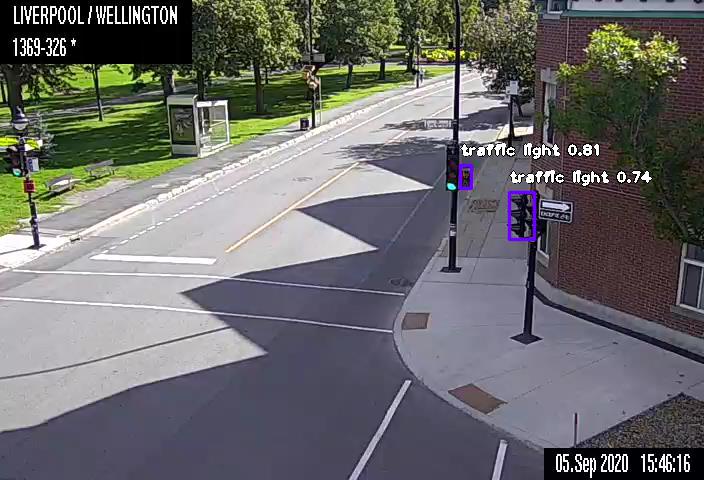 LIVERPOOL / WELLINGTON
1369-326 *
traffic light 0.81
traffic light 0.74
05.Sep 2020 15:46:16